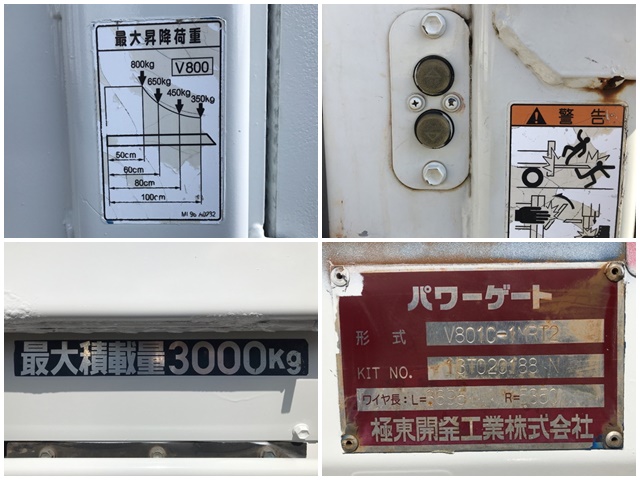 最大昇降荷重
V800
800kg
650kg
450kg
350kg
50cm
60cm
80cm
100cm
警告
最大積載量3000Kg
パワーゲート
形式
KIT NO.
ワイヤ長：L= R=
極東開発工業株式会社